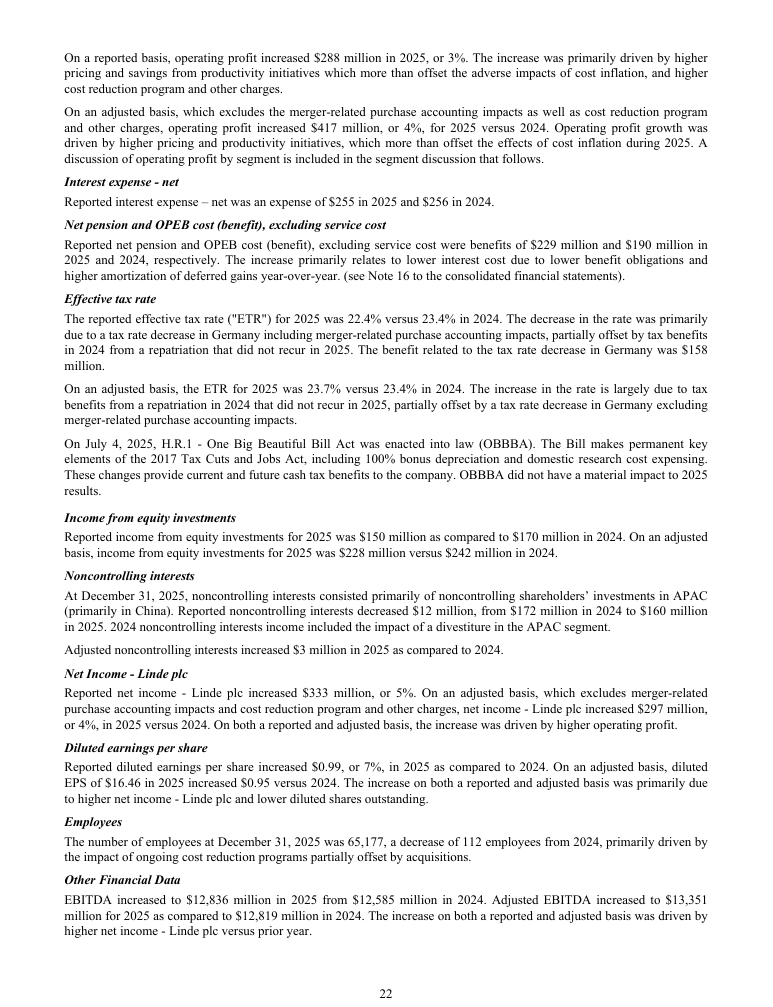 On a reported basis, operating profit increased $288 million in 2025, or 3%. The increase was primarily driven by higher
pricing and savings from productivity initiatives which more than offset the adverse impacts of cost inflation, and higher
cost reduction program and other charges.
On an adjusted basis, which excludes the merger-related purchase accounting impacts as well as cost reduction program
and other charges, operating profit increased $417 million, or 4%, for 2025 versus 2024. Operating profit growth was
driven by higher pricing and productivity initiatives, which more than offset the effects of cost inflation during 2025. A
discussion of operating profit by segment is included in the segment discussion that follows.
Interest expense - net
Reported interest expense – net was an expense of $255 in 2025 and $256 in 2024.
Net pension and OPEB cost (benefit), excluding service cost
Reported net pension and OPEB cost (benefit), excluding service cost were benefits of $229 million and $190 million in
2025 and 2024, respectively. The increase primarily relates to lower interest cost due to lower benefit obligations and
higher amortization of deferred gains year-over-year. (see Note 16 to the consolidated financial statements).
Effective tax rate
The reported effective tax rate ("ETR") for 2025 was 22.4% versus 23.4% in 2024. The decrease in the rate was primarily
due to a tax rate decrease in Germany including merger-related purchase accounting impacts, partially offset by tax benefits
in 2024 from a repatriation that did not recur in 2025. The benefit related to the tax rate decrease in Germany was $158
million.
On an adjusted basis, the ETR for 2025 was 23.7% versus 23.4% in 2024. The increase in the rate is largely due to tax
benefits from a repatriation in 2024 that did not recur in 2025, partially offset by a tax rate decrease in Germany excluding
merger-related purchase accounting impacts.
On July 4, 2025, H.R.1 - One Big Beautiful Bill Act was enacted into law (OBBBA). The Bill makes permanent key
elements of the 2017 Tax Cuts and Jobs Act, including 100% bonus depreciation and domestic research cost expensing.
These changes provide current and future cash tax benefits to the company. OBBBA did not have a material impact to 2025
results.
Income from equity investments
Reported income from equity investments for 2025 was $150 million as compared to $170 million in 2024. On an adjusted
basis, income from equity investments for 2025 was $228 million versus $242 million in 2024.
Noncontrolling interests
At December 31, 2025, noncontrolling interests consisted primarily of noncontrolling shareholders’ investments in APAC
(primarily in China). Reported noncontrolling interests decreased $12 million, from $172 million in 2024 to $160 million
in 2025. 2024 noncontrolling interests income included the impact of a divestiture in the APAC segment.
Adjusted noncontrolling interests increased $3 million in 2025 as compared to 2024.
Net Income - Linde plc
Reported net income - Linde plc increased $333 million, or 5%. On an adjusted basis, which excludes merger-related
purchase accounting impacts and cost reduction program and other charges, net income - Linde plc increased $297 million,
or 4%, in 2025 versus 2024. On both a reported and adjusted basis, the increase was driven by higher operating profit.
Diluted earnings per share
Reported diluted earnings per share increased $0.99, or 7%, in 2025 as compared to 2024. On an adjusted basis, diluted
EPS of $16.46 in 2025 increased $0.95 versus 2024. The increase on both a reported and adjusted basis was primarily due
to higher net income - Linde plc and lower diluted shares outstanding.
Employees
The number of employees at December 31, 2025 was 65,177, a decrease of 112 employees from 2024, primarily driven by
the impact of ongoing cost reduction programs partially offset by acquisitions.
Other Financial Data
EBITDA increased to $12,836 million in 2025 from $12,585 million in 2024. Adjusted EBITDA increased to $13,351
million for 2025 as compared to $12,819 million in 2024. The increase on both a reported and adjusted basis was driven by
higher net income - Linde plc versus prior year.
22